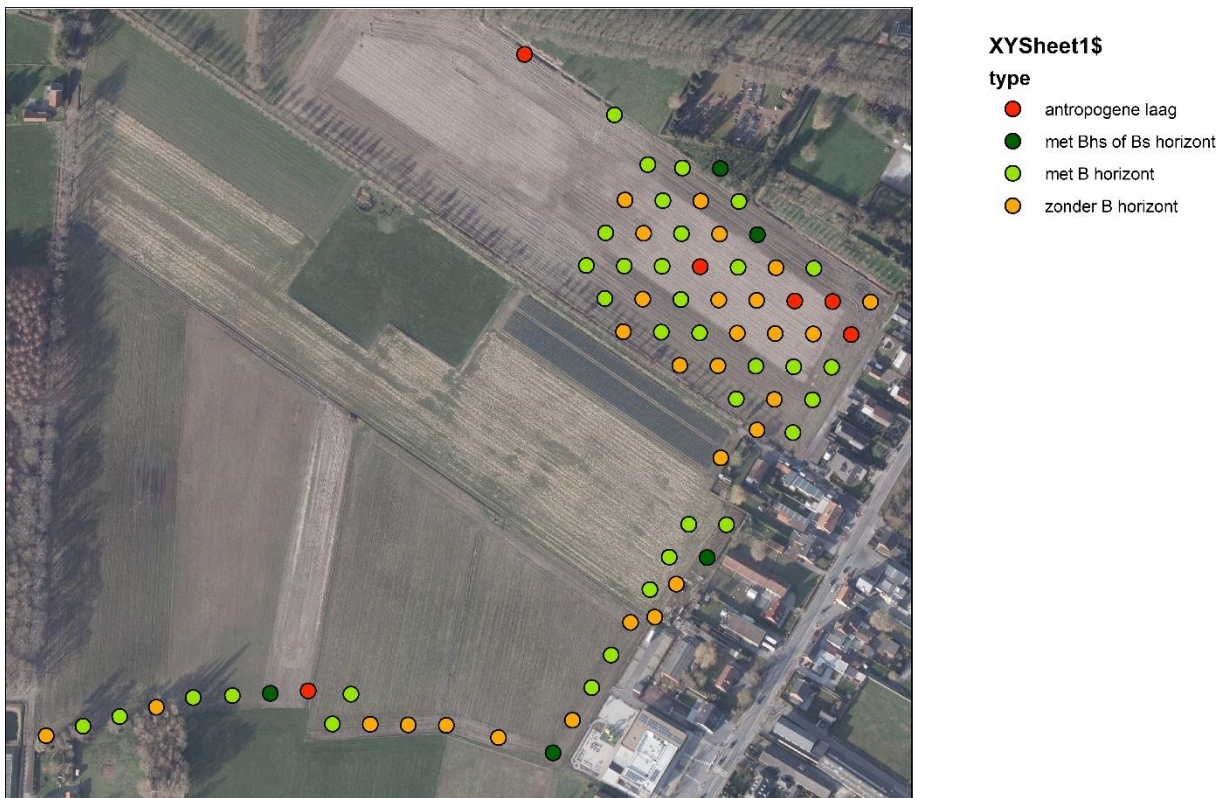 XYSheet1$
type
antropogene laag
met Bhs of Bs horizont
met B horizont
zonder B horizont